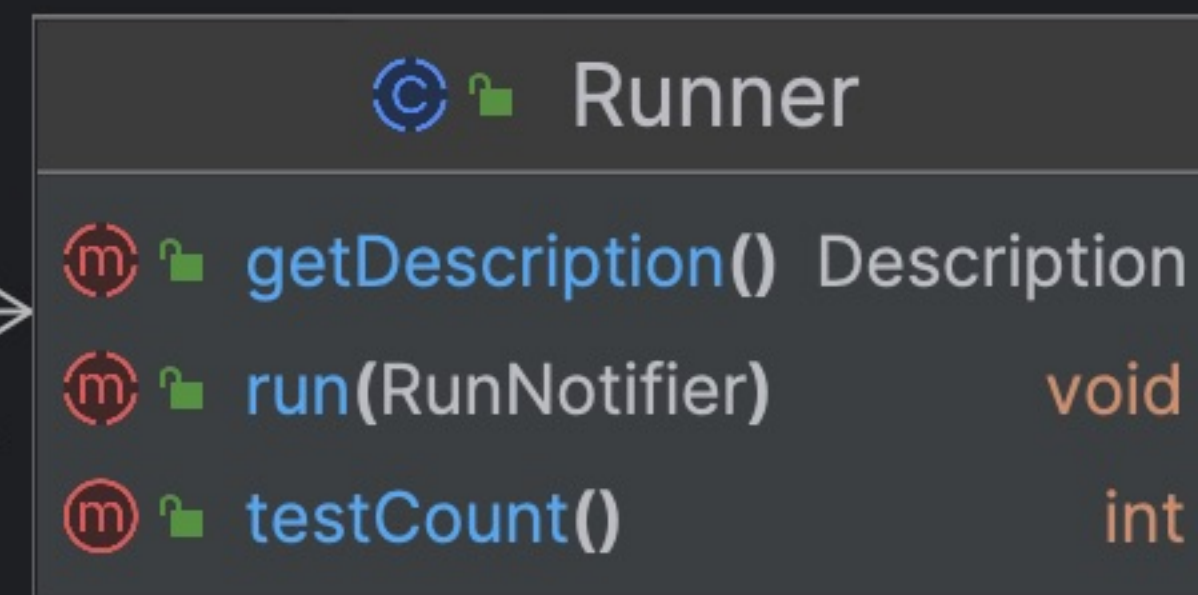 Runner
getDescription() Description
run(RunNotifier) void
testCount() int